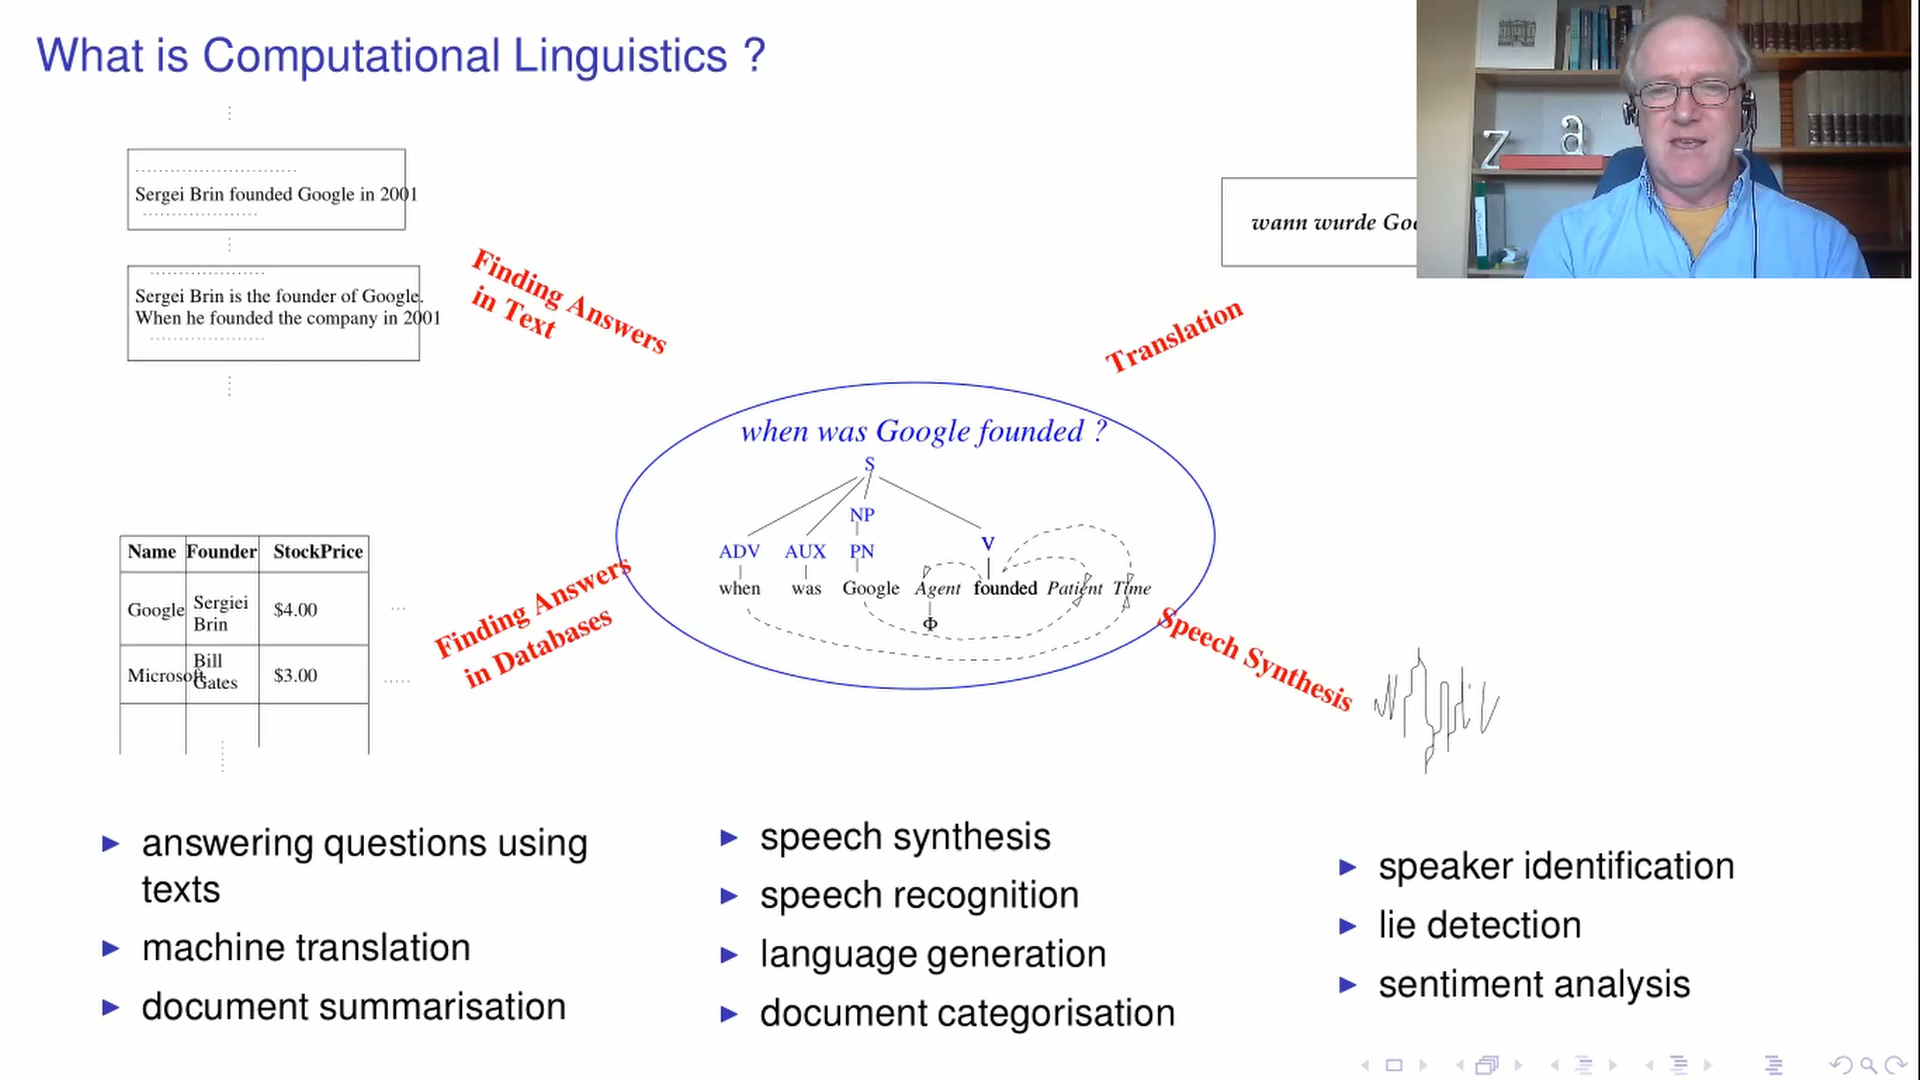 What is Computational Linguistics ?
Sergei Brin founded Google in 2001
Sergei Brin is the founder of Google.
When he founded the company in 2001
Finding Answers
in Text
wann wurde
Translation
z a
when was Google founded ?
S
NP
ADV AUX PN V
when was Google Agent founded Patient Time
Φ
Name Founder StockPrice
Google Sergiei Brin $4.00
Microsoft Bill Gates $3.00
Finding Answers
in Databases
Speech Synthesis
answering questions using
texts
machine translation
document summarisation
speech synthesis
speech recognition
language generation
document categorisation
speaker identification
lie detection
sentiment analysis